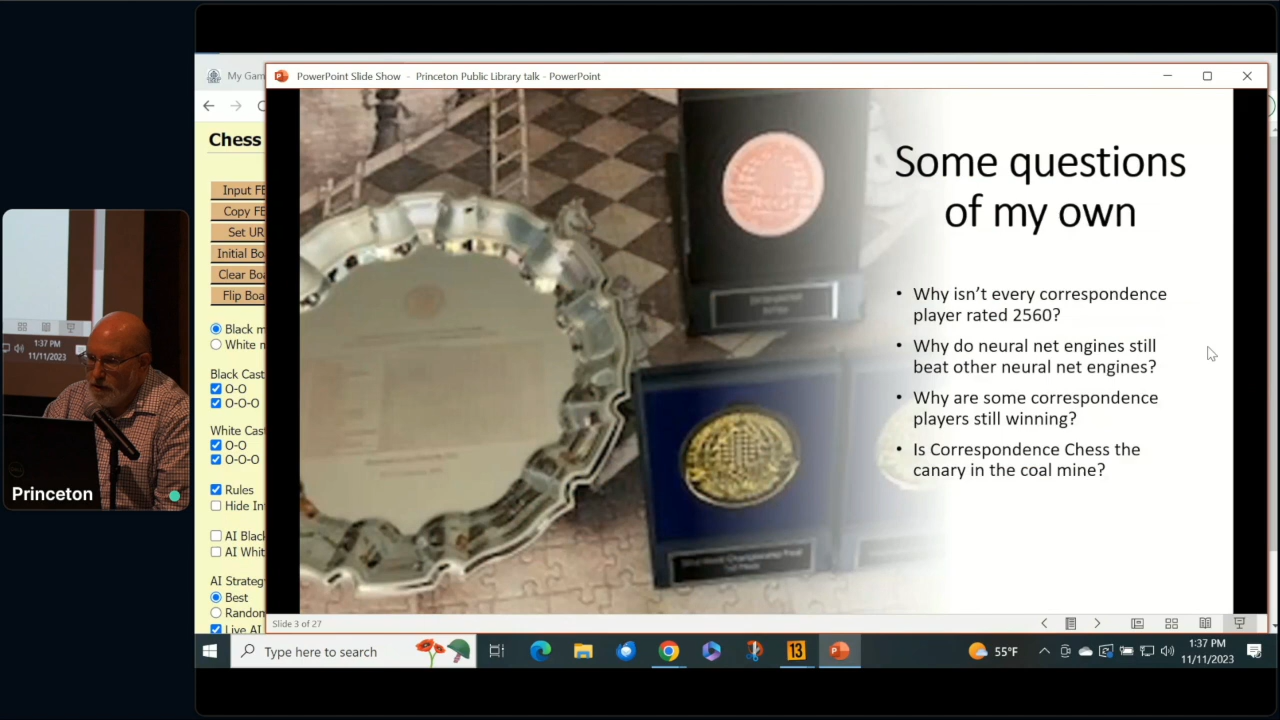 My Gam
PowerPoint Slide Show - Princeton Public Library talk - PowerPoint
Chess
Input FE
Copy FE
Set UR
Initial Boa
Clear Boa
Flip Boa
Black m
White m
Black Cast
O-O
O-O-O
White Cast
O-O
O-O-O
Rules
Hide Int
AI Black
AI Whit
AI Strateg
Best
Random
Live AI
Some questions
of my own
• Why isn't every correspondence
player rated 2560?
• Why do neural net engines still
beat other neural net engines?
• Why are some correspondence
players still winning?
• Is Correspondence Chess the
canary in the coal mine?
1:37 PM
11/11/2023
Princeton
Slide 3 of 27
Type here to search
13
55°F
1:37 PM
11/11/2023